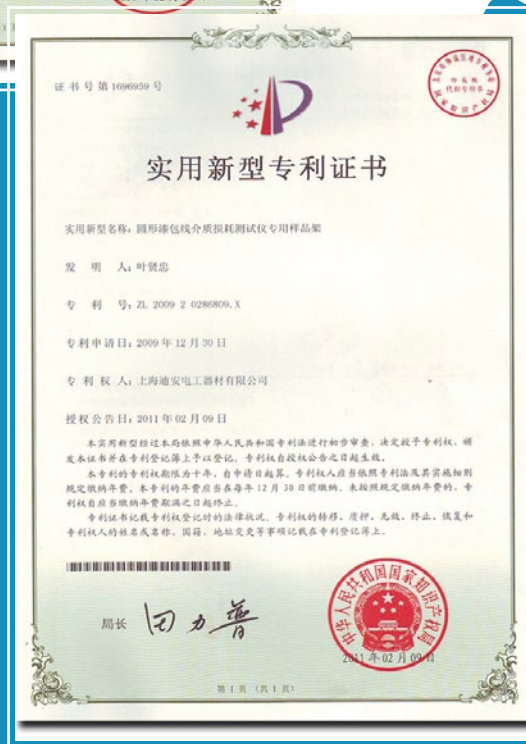 证书号第1696959号
实用新型专利证书
实用新型名称：圆形漆包线介质损耗测试仪专用样品架
发 明 人：叶贤忠
专 利 号：ZL 2009 2 0286809.X
专利申请日：2009年12月30日
专 利 权 人：上海迪安电工器材有限公司
授权公告日：2011年02月09日
本实用新型经过本局依照中华人民共和国专利法进行初步审查，决定授予专利权，颁
发本证书并在专利登记簿上予以登记。专利权自授权公告之日起生效。
本专利的专利权期限为十年，自申请日起算。专利权人应当依照专利法及其实施细则
规定缴纳年费。本专利的年费应当在每年12月30日前缴纳。未按照规定缴纳年费的，专
利权自应当缴纳年费期满之日起终止。
专利证书记载专利权登记时的法律状况。专利权的转移、质押、无效、终止、恢复和
专利权人的姓名或名称、国籍、地址变更等事项记载在专利登记簿上。
局长 田力普
中华人民共和国国家知识产权局
2011年02月09日
第1页（共1页）